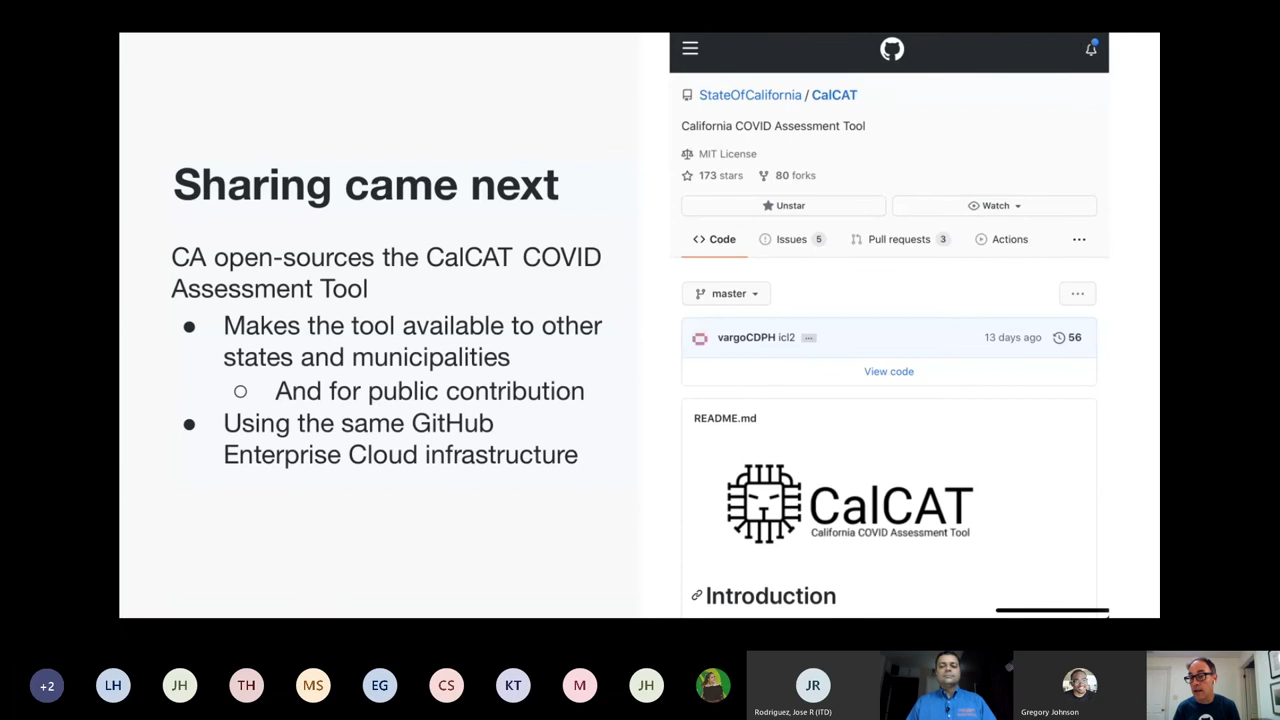 Sharing came next
CA open-sources the CalCAT COVID
Assessment Tool
● Makes the tool available to other
states and municipalities
○ And for public contribution
● Using the same GitHub
Enterprise Cloud infrastructure
StateOfCalifornia / CalCAT
California COVID Assessment Tool
MIT License
173 stars 80 forks
Unstar Watch
<> Code Issues 5 Pull requests 3 Actions ...
master ...
vargoCDPH icl2 ... 13 days ago 56
View code
README.md
CalCAT
California COVID Assessment Tool
Introduction
+2 LH JH TH MS EG CS KT M JH JR
Rodriguez, Jose R (ITD) Gregory Johnson